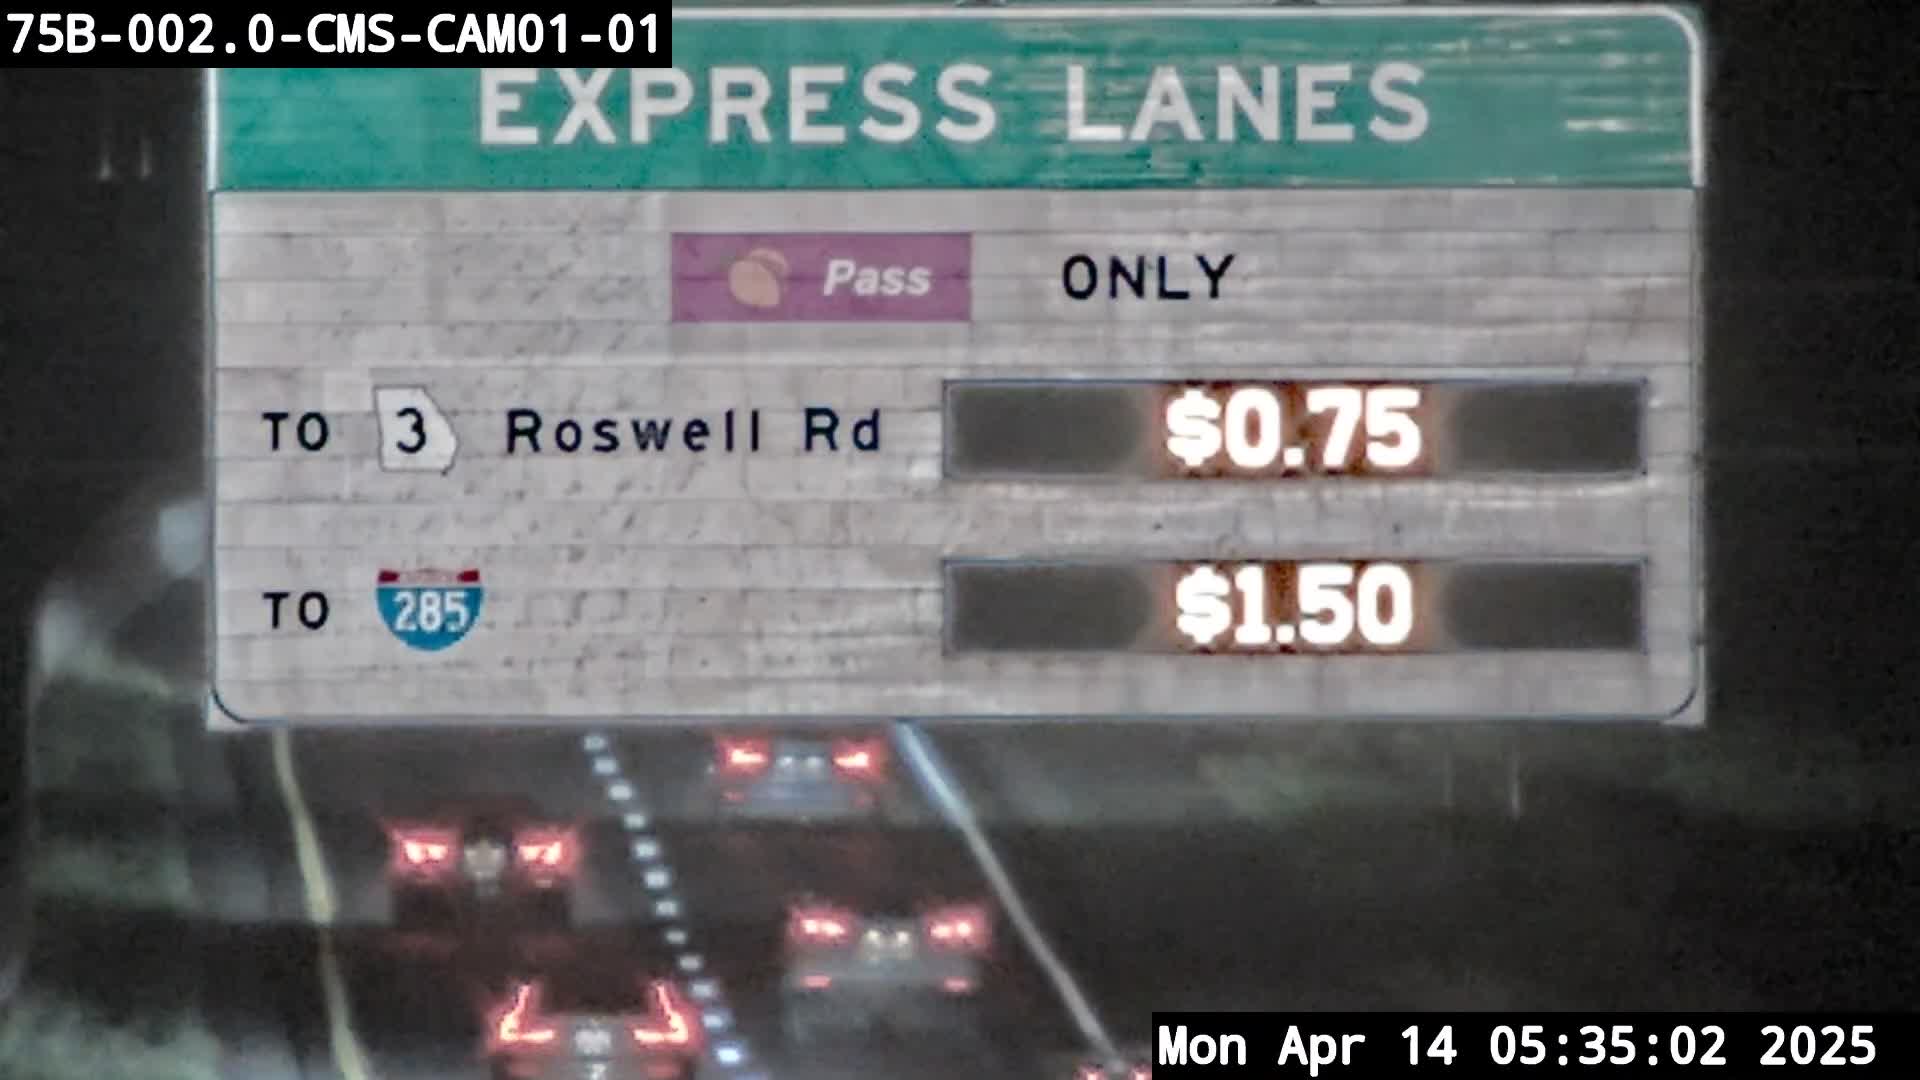 75B-002.0-CMS-CAM01-01
EXPRESS LANES
Pass ONLY
TO 3 Roswell Rd $0.75
TO 285 $1.50
Mon Apr 14 05:35:02 2025